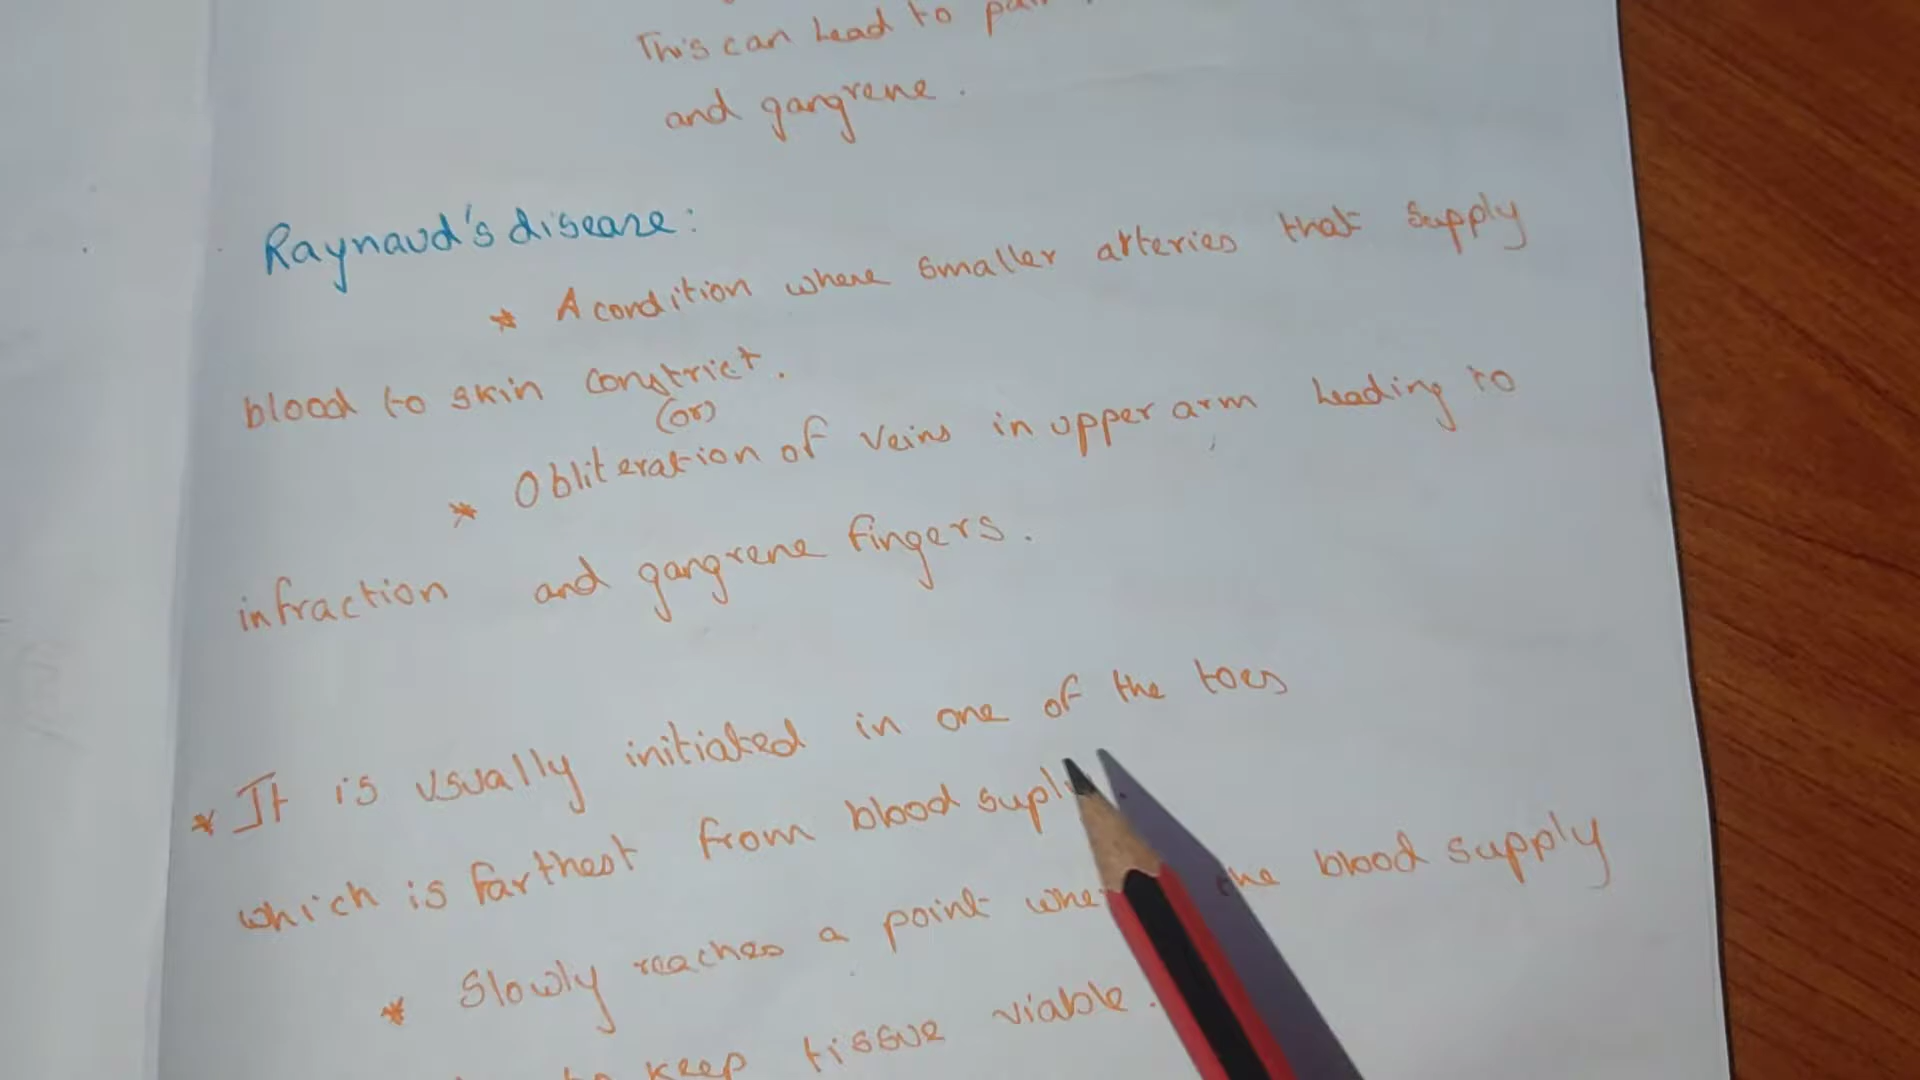 This can lead to
and gangrene.
Raynaud's disease:
* A condition where smaller arteries that supply
blood to skin constrict.
(or)
* Obliteration of veins in upper arm leading to
infraction and gangrene fingers.
* It is usually initiated in one of the toes
which is farthest from blood
* Slowly reaches a point the blood supply
to keep tissue viable.